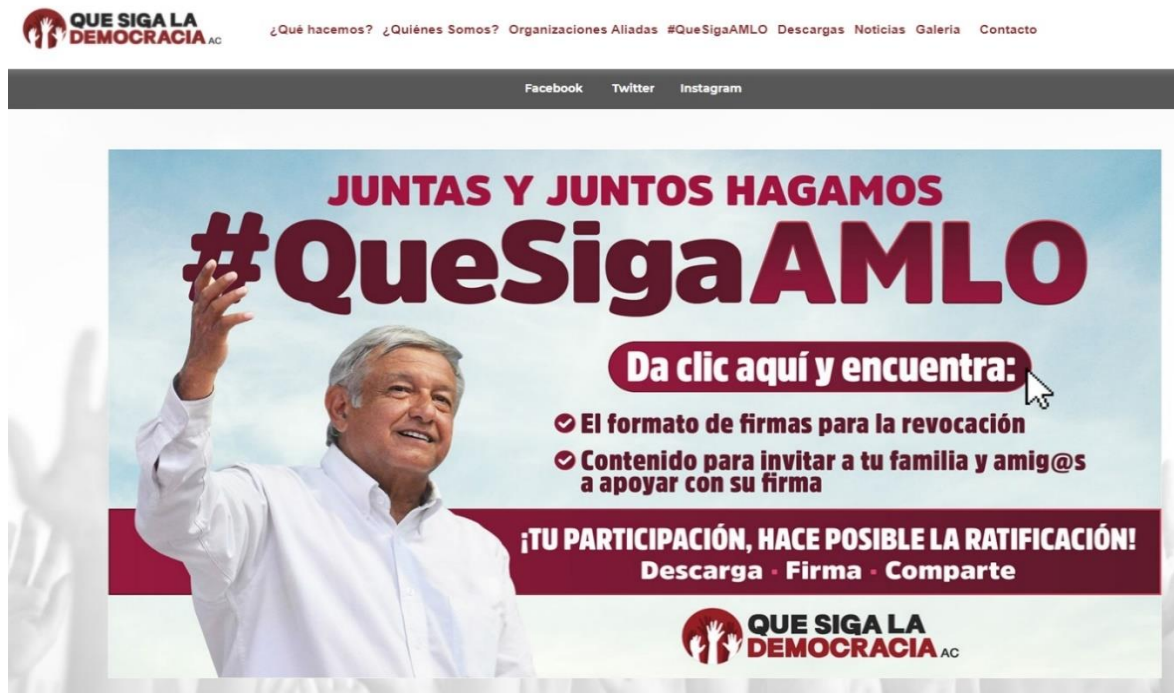 QUE SIGA LA
DEMOCRACIA AC
¿Qué hacemos? ¿Quiénes Somos? Organizaciones Aliadas #QueSigaAMLO Descargas Noticias Galería Contacto
Facebook Twitter Instagram
JUNTAS Y JUNTOS HAGAMOS
#QueSigaAMLO
Da clic aquí y encuentra:
El formato de firmas para la revocación
Contenido para invitar a tu familia y amig@s
a apoyar con su firma
¡TU PARTICIPACIÓN, HACE POSIBLE LA RATIFICACIÓN!
Descarga - Firma - Comparte
QUE SIGA LA
DEMOCRACIA AC